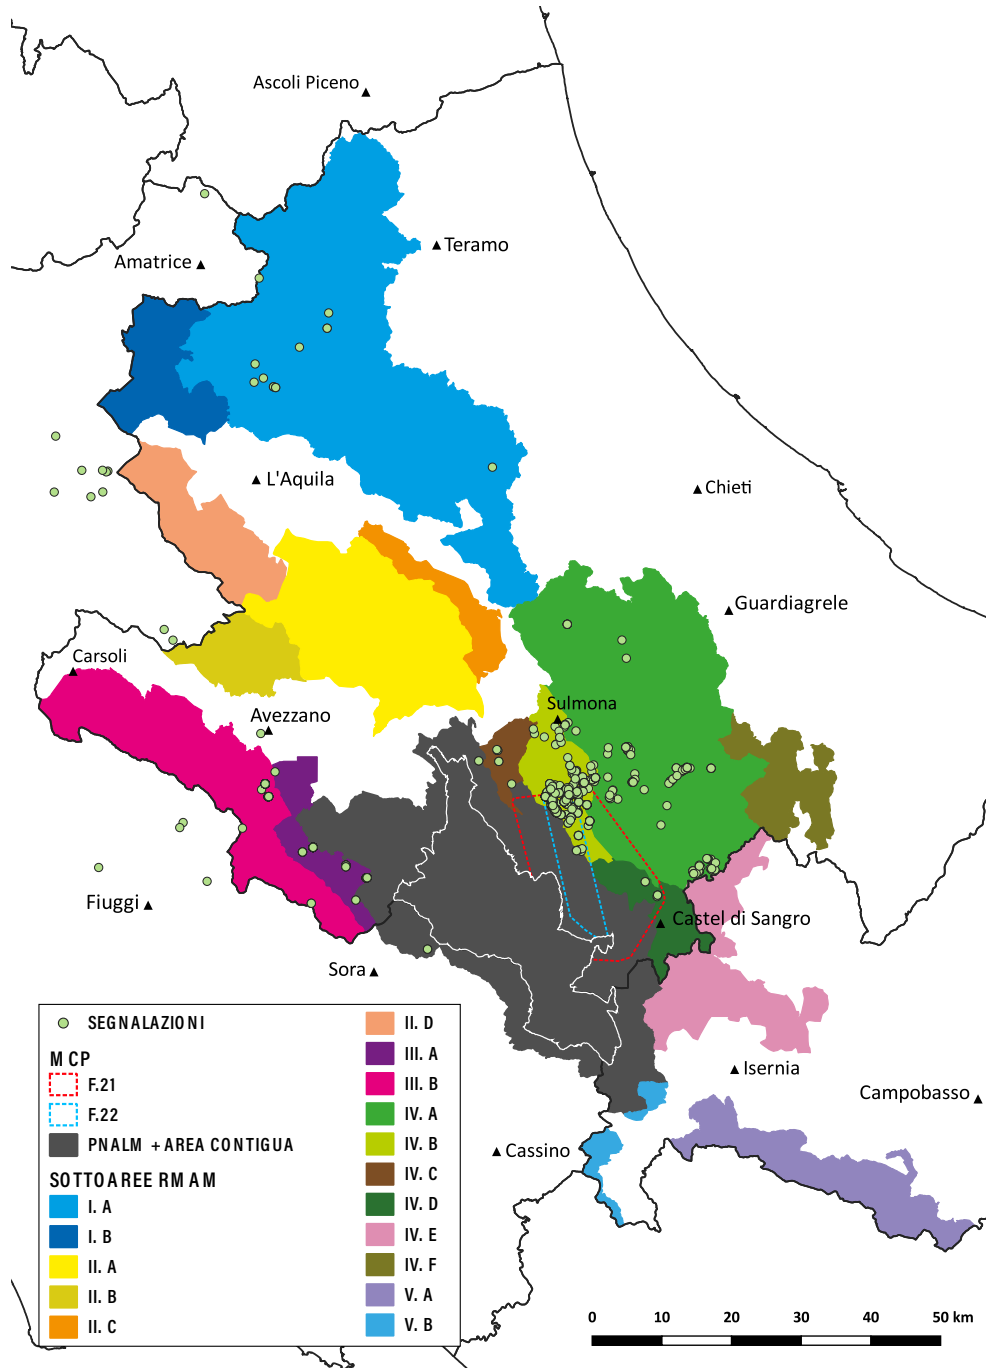 Ascoli Piceno
Teramo
Amatrice
L'Aquila
Chieti
Guardiagrele
Carsoli
Sulmona
Avezzano
Fiuggi
Castel di Sangro
Sora
Isernia
Campobasso
Cassino
SEGNALAZIONI
MCP
F.21
F.22
PNALM + AREA CONTIGUA
SOTTOAREE RMAM
I. A
I. B
II. A
II. B
II. C
II. D
III. A
III. B
IV. A
IV. B
IV. C
IV. D
IV. E
IV. F
V. A
V. B
0 10 20 30 40 50 km